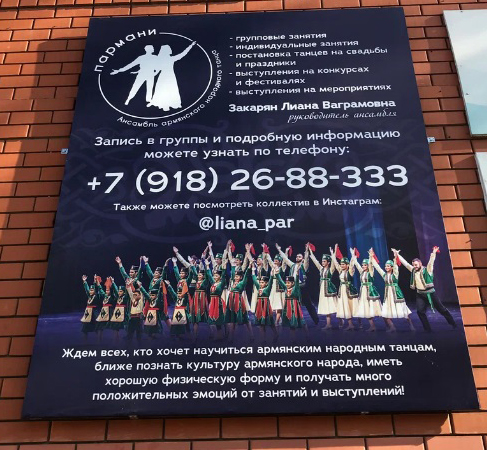 пармани
Ансамбль армянского народного танца
- групповые занятия
- индивидуальные занятия
- постановка танцев на свадьбы
и праздники
- выступления на конкурсах
и фестивалях
- выступления на мероприятиях
Закарян Лиана Ваграмовна
руководитель ансамбля
Запись в группы и подробную информацию
можете узнать по телефону:
+7 (918) 26-88-333
Также можете посмотреть коллектив в Инстаграм:
@liana_par
Ждем всех, кто хочет научиться армянским народным танцам,
ближе познать культуру армянского народа, иметь
хорошую физическую форму и получать много
положительных эмоций от занятий и выступлений!